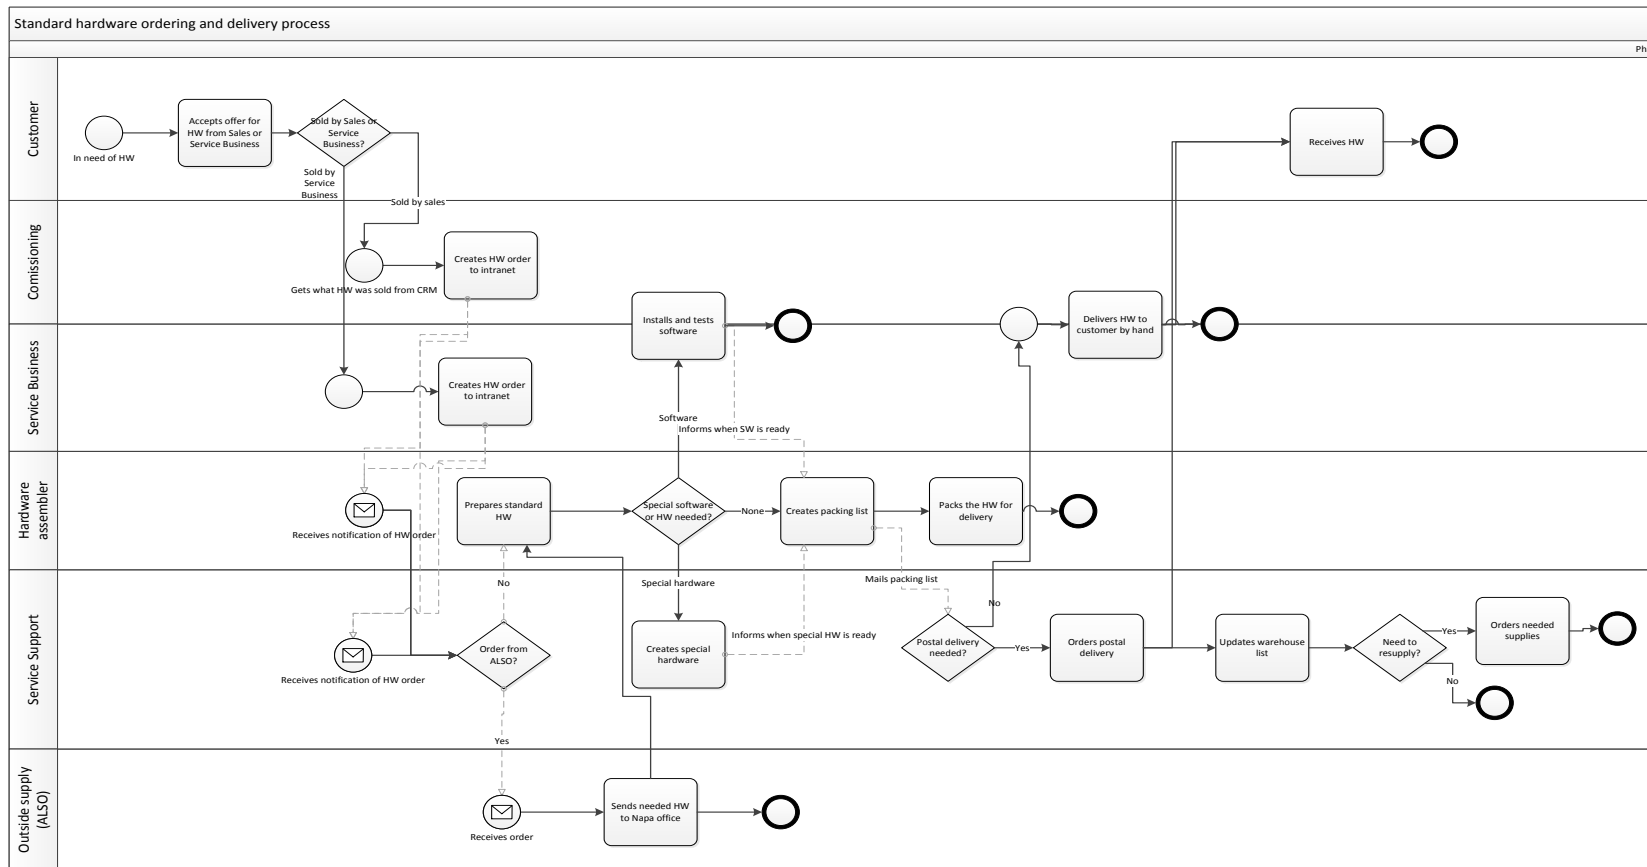 Standard hardware ordering and delivery process
Ph
Customer
In need of HW
Accepts offer for
HW from Sales or
Service Business
Sold by Sales or
Service
Business?
Sold by
Service
Business
Sold by sales
Receives HW
Comissioning
Gets what HW was sold from CRM
Creates HW order
to intranet
Installs and tests
software
Delivers HW to
customer by hand
Service Business
Creates HW order
to intranet
Software
Informs when SW is ready
Hardware
assembler
Receives notification of HW order
Prepares standard
HW
Special software
or HW needed?
None
Creates packing list
Packs the HW for
delivery
Service Support
No
Special hardware
Mails packing list
No
Receives notification of HW order
Order from
ALSO?
Creates special
hardware
Informs when special HW is ready
Postal delivery
needed?
Yes
Orders postal
delivery
Updates warehouse
list
Need to
resupply?
Yes
No
Orders needed
supplies
Yes
Outside supply
(ALSO)
Receives order
Sends needed HW
to Napa office